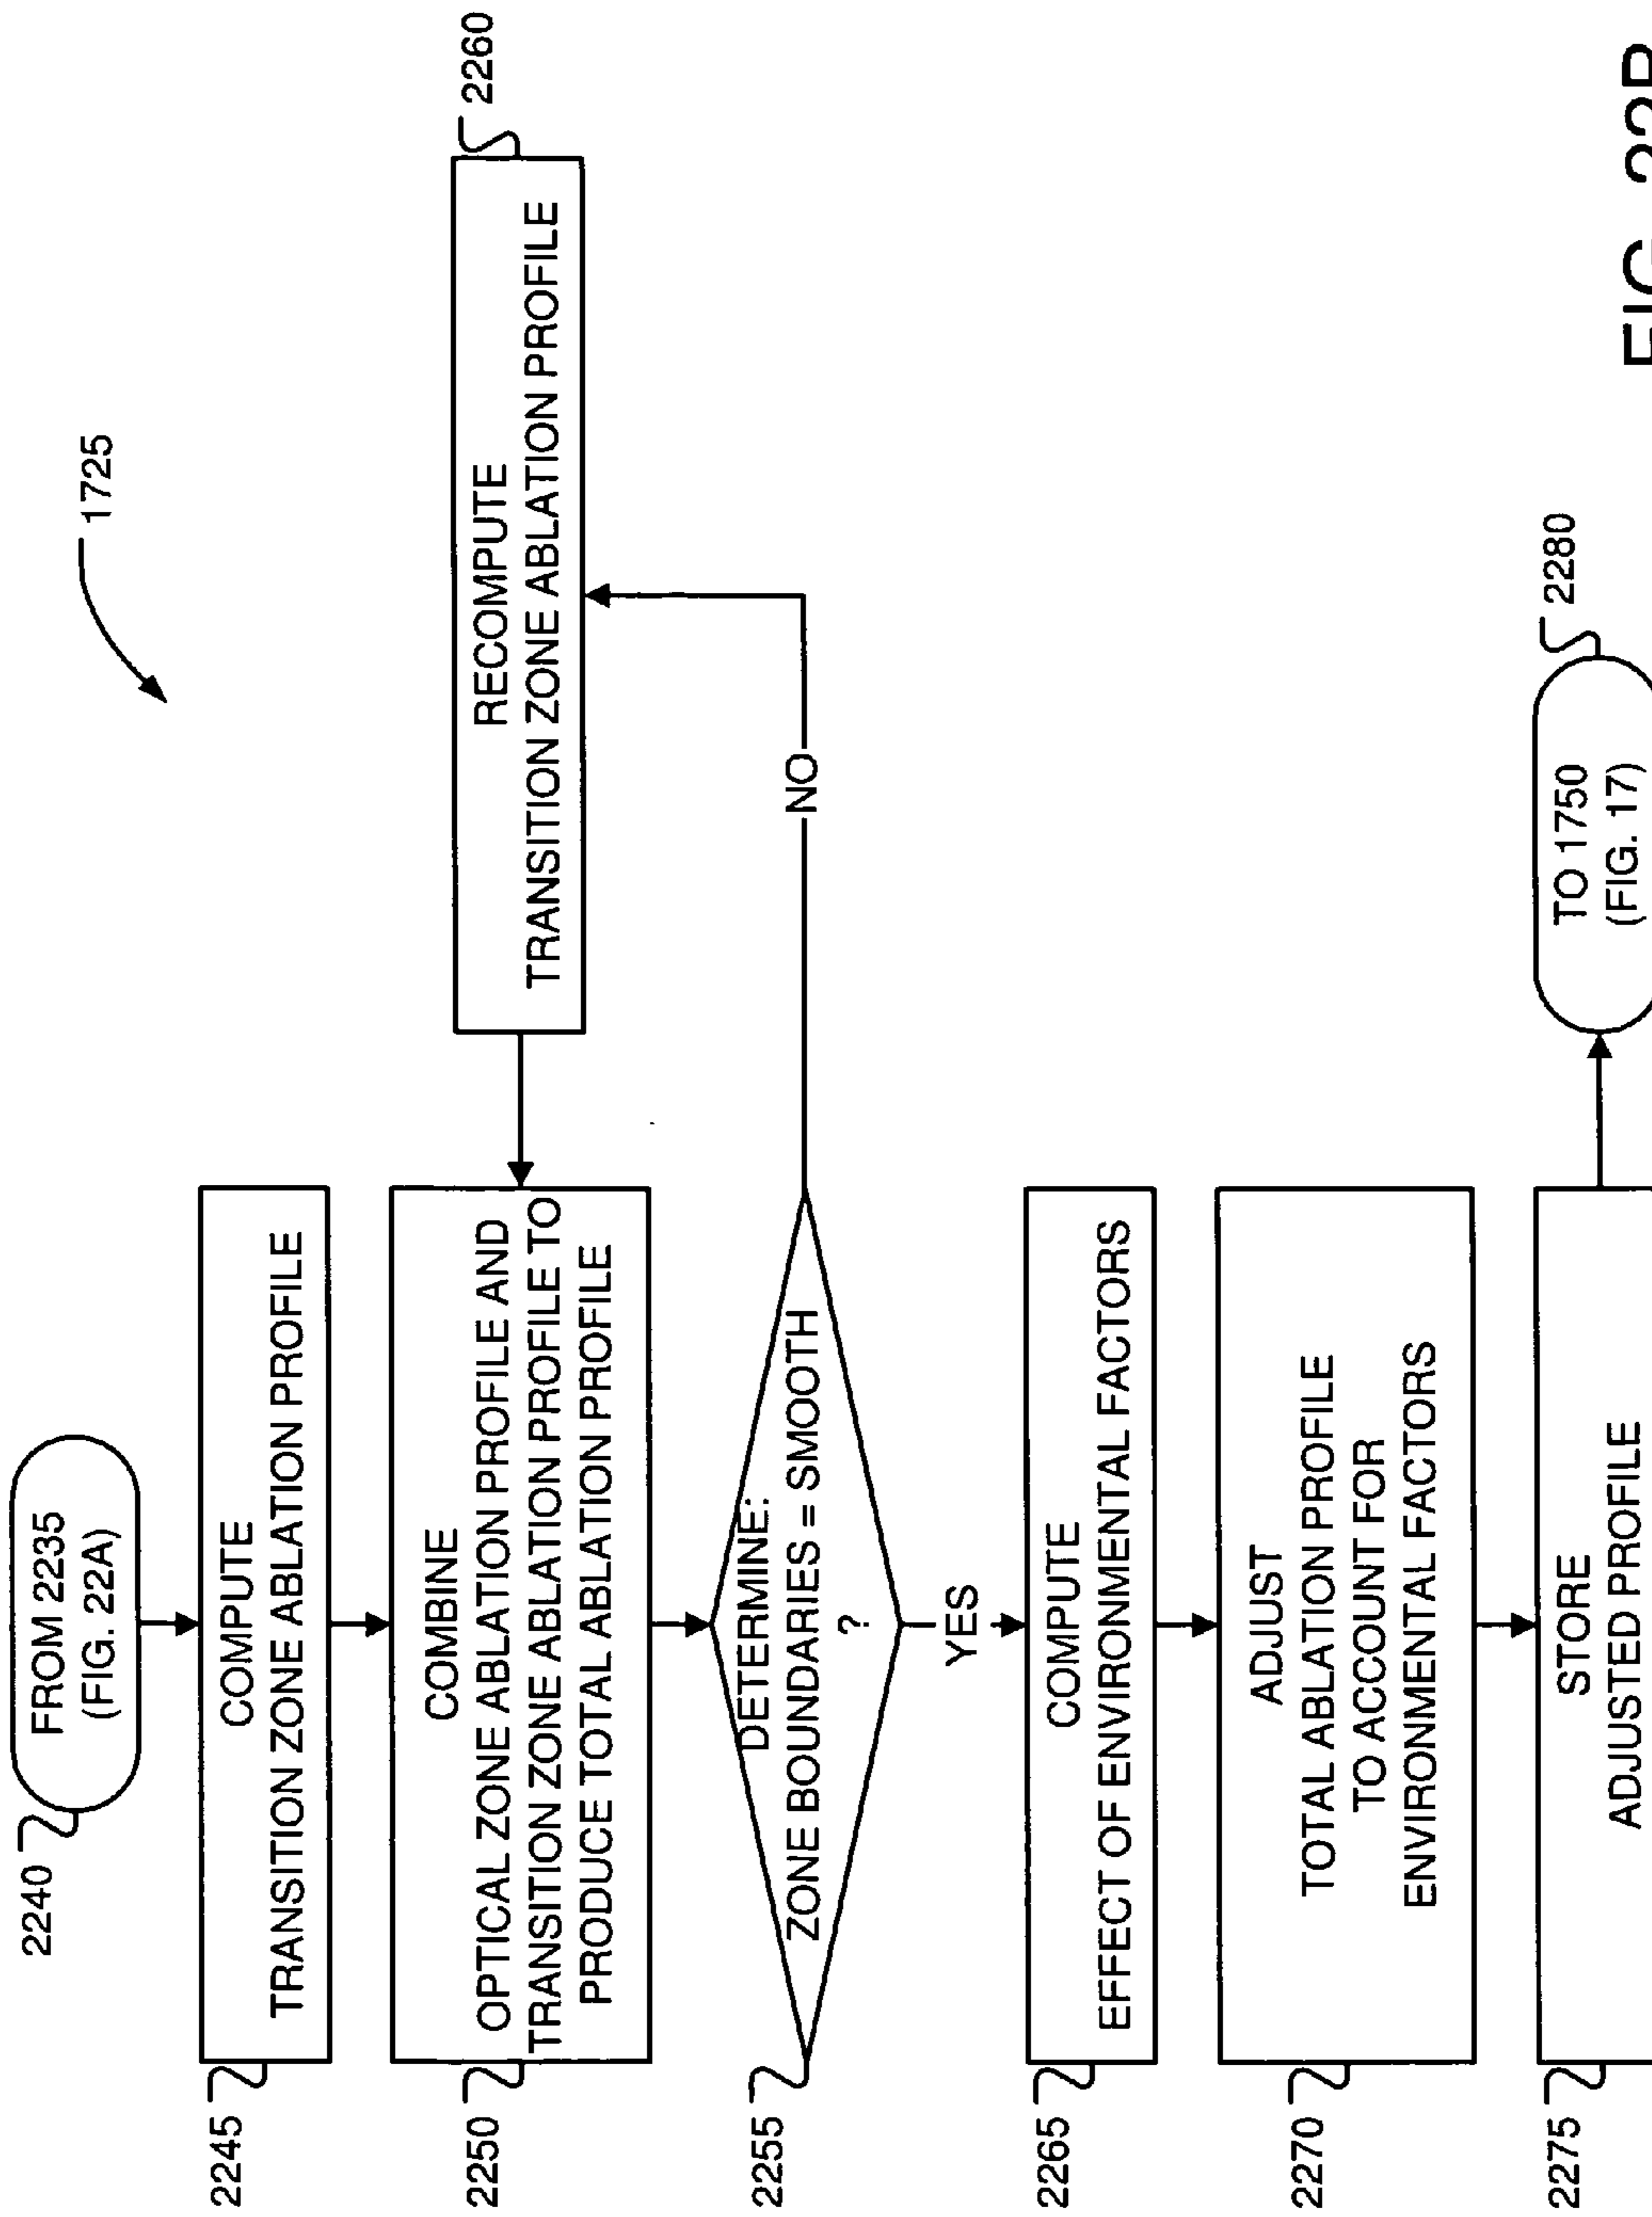 1725
2240
FROM 2235
(FIG. 22A)
2245
COMPUTE
TRANSITION ZONE ABLATION PROFILE
2250
COMBINE
OPTICAL ZONE ABLATION PROFILE AND
TRANSITION ZONE ABLATION PROFILE TO
PRODUCE TOTAL ABLATION PROFILE
2260
RECOMPUTE
TRANSITION ZONE ABLATION PROFILE
2255
DETERMINE:
ZONE BOUNDARIES = SMOOTH
?
NO
YES
2265
COMPUTE
EFFECT OF ENVIRONMENTAL FACTORS
2270
ADJUST
TOTAL ABLATION PROFILE
TO ACCOUNT FOR
ENVIRONMENTAL FACTORS
2275
STORE
ADJUSTED PROFILE
2280
TO 1750
(FIG. 17)
FIG. 22B